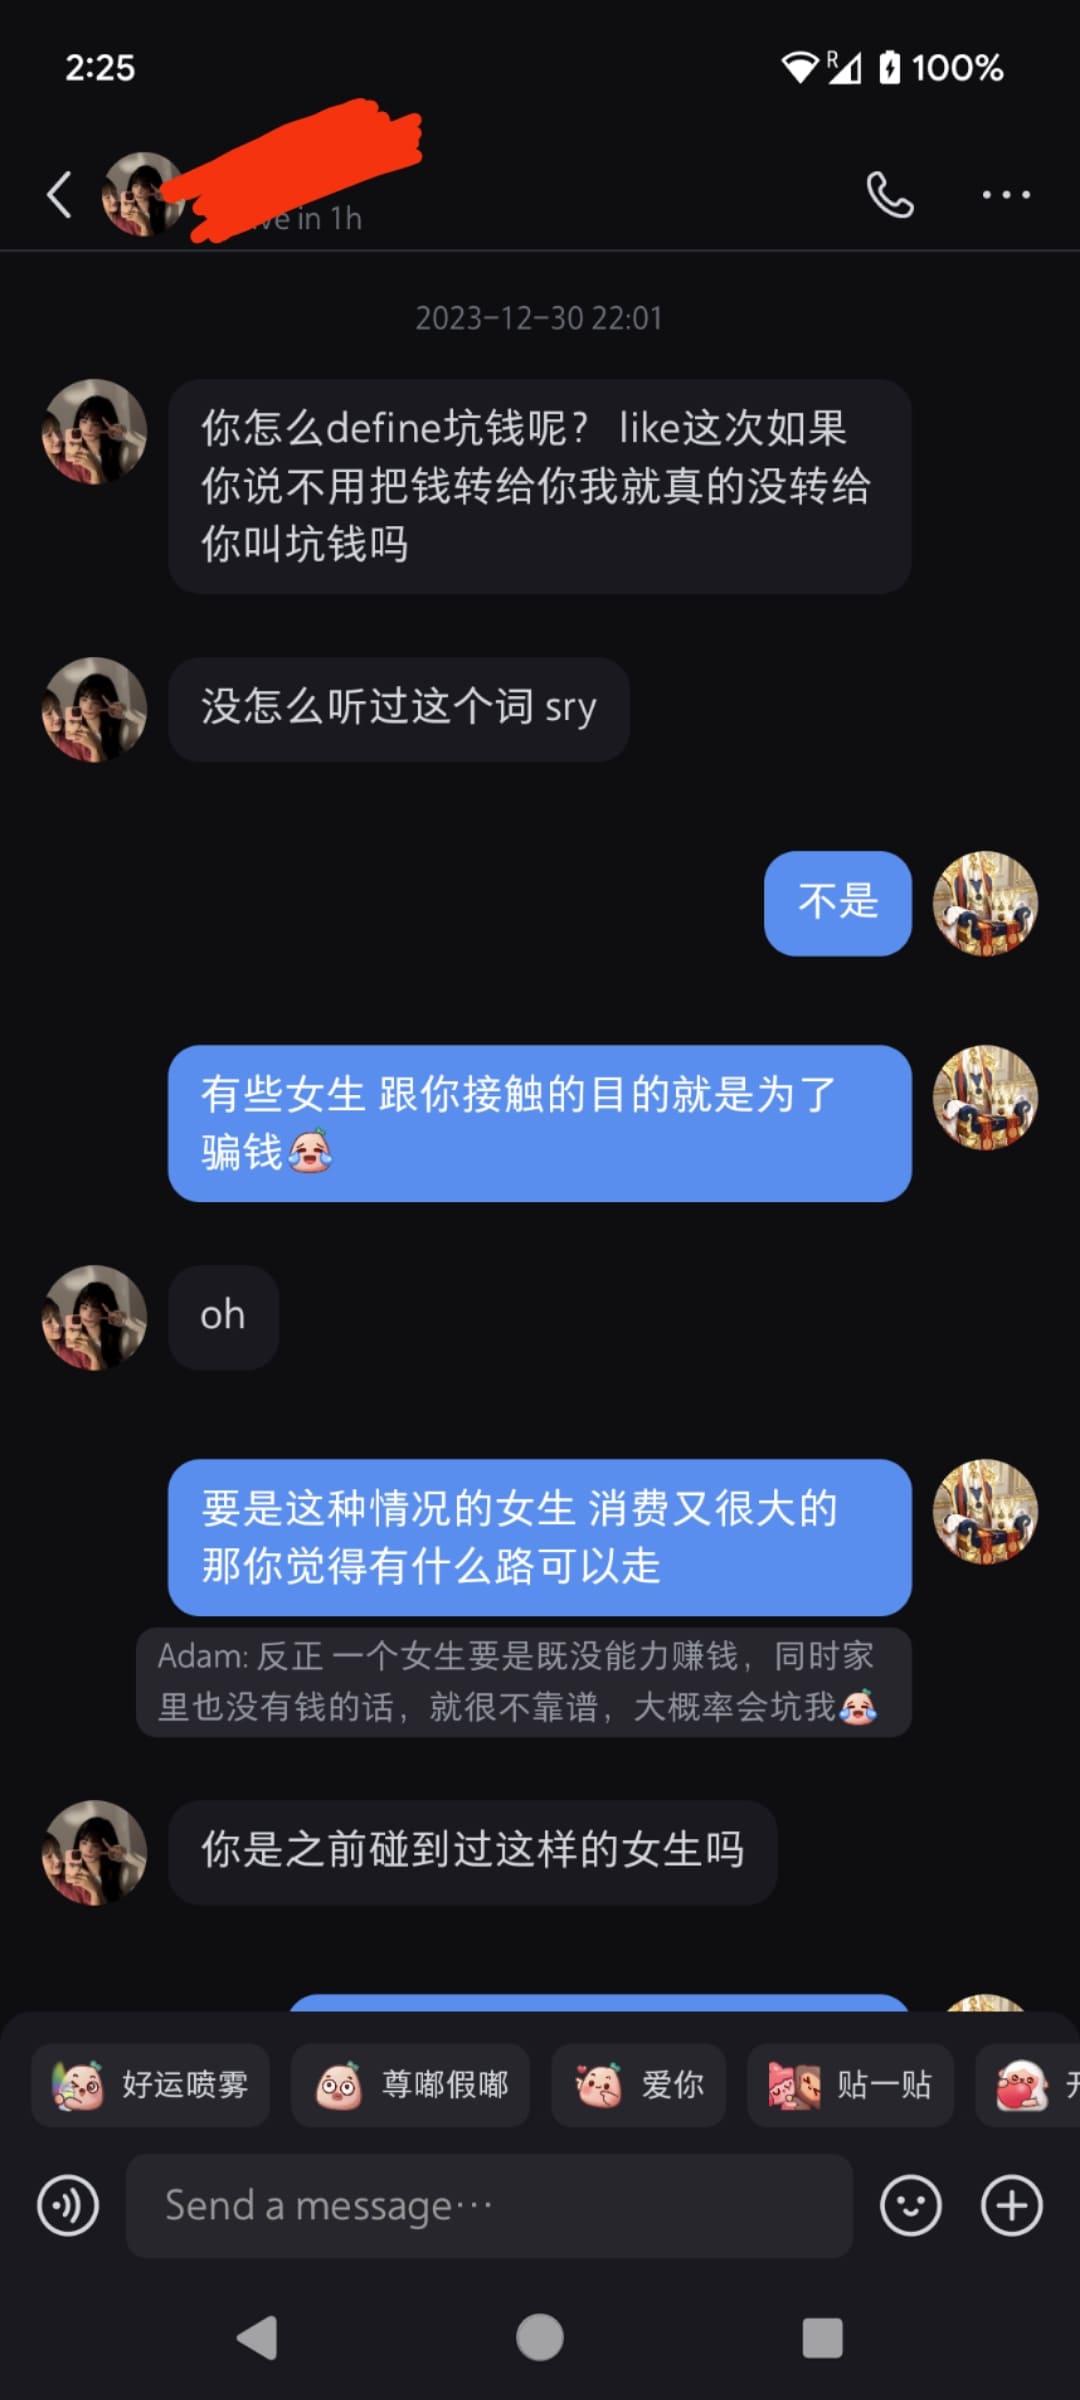 2:25
R
100%
ve in 1h
2023-12-30 22:01
你怎么define坑钱呢？ like这次如果
你说不用把钱转给你我就真的没转给
你叫坑钱吗
没怎么听过这个词 sry
不是
有些女生 跟你接触的目的就是为了
骗钱
oh
要是这种情况的女生 消费又很大的
那你觉得有什么路可以走
Adam: 反正 一个女生要是既没能力赚钱，同时家
里也没有钱的话，就很不靠谱，大概率会坑我
你是之前碰到过这样的女生吗
好运喷雾
尊嘟假嘟
爱你
贴一贴
Send a message···